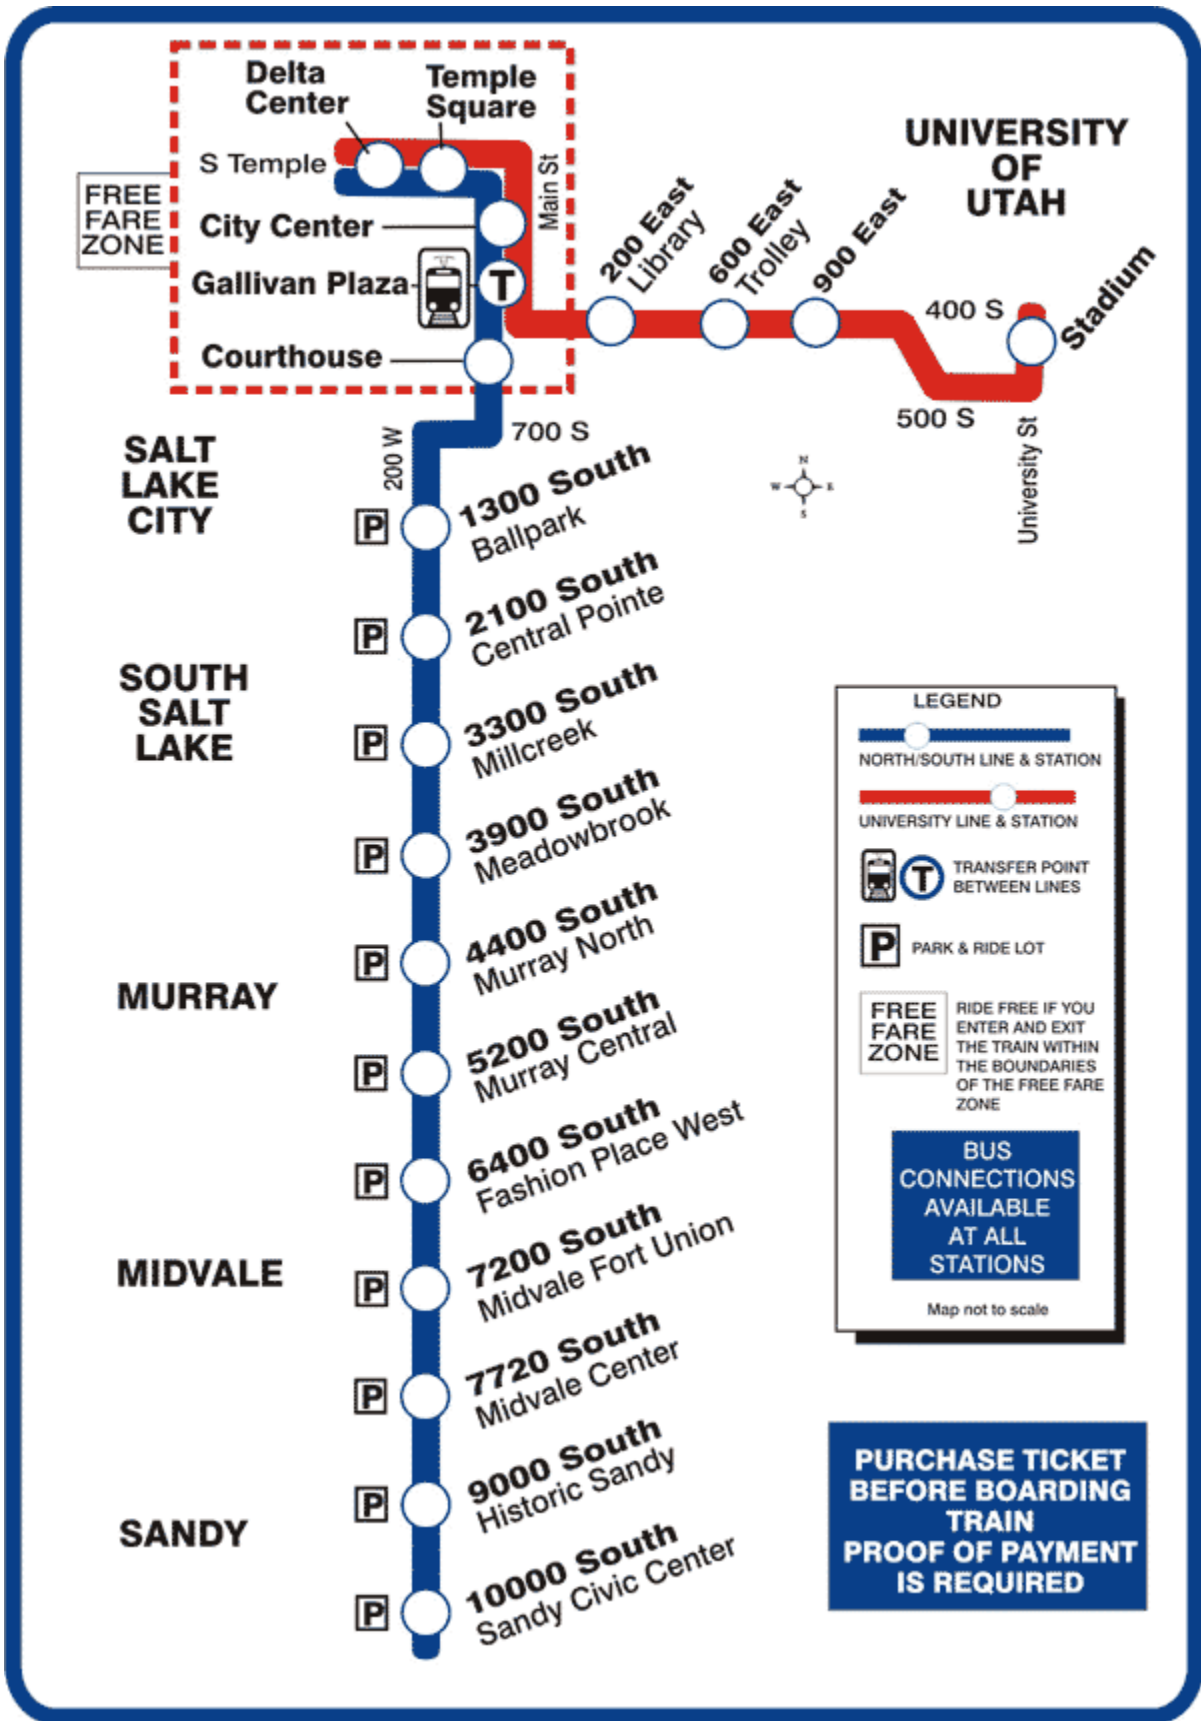 Delta
Center
Temple
Square
S Temple
Main St
FREE
FARE
ZONE
City Center
Gallivan Plaza
T
Courthouse
200 East
Library
600 East
Trolley
900 East
UNIVERSITY
OF
UTAH
400 S
Stadium
500 S
University St
200 W
700 S
N
W
E
S
SALT
LAKE
CITY
P
1300 South
Ballpark
P
2100 South
Central Pointe
SOUTH
SALT
LAKE
P
3300 South
Millcreek
P
3900 South
Meadowbrook
P
4400 South
Murray North
MURRAY
P
5200 South
Murray Central
P
6400 South
Fashion Place West
MIDVALE
P
7200 South
Midvale Fort Union
P
7720 South
Midvale Center
P
9000 South
Historic Sandy
SANDY
P
10000 South
Sandy Civic Center
LEGEND
NORTH/SOUTH LINE & STATION
UNIVERSITY LINE & STATION
T
TRANSFER POINT
BETWEEN LINES
P
PARK & RIDE LOT
FREE
FARE
ZONE
RIDE FREE IF YOU
ENTER AND EXIT
THE TRAIN WITHIN
THE BOUNDARIES
OF THE FREE FARE
ZONE
BUS
CONNECTIONS
AVAILABLE
AT ALL
STATIONS
Map not to scale
PURCHASE TICKET
BEFORE BOARDING
TRAIN
PROOF OF PAYMENT
IS REQUIRED